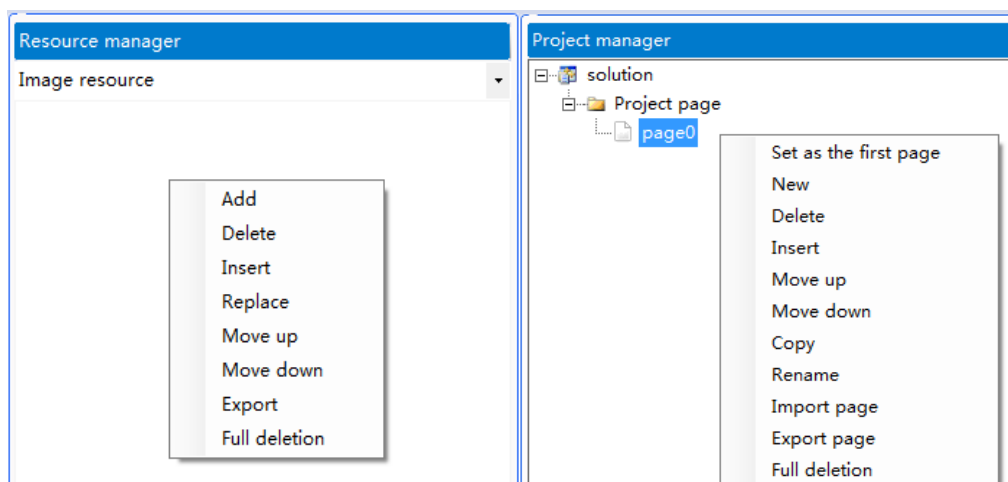 Resource manager
Image resource
Add
Delete
Insert
Replace
Move up
Move down
Export
Full deletion
Project manager
solution
Project page
page0
Set as the first page
New
Delete
Insert
Move up
Move down
Copy
Rename
Import page
Export page
Full deletion